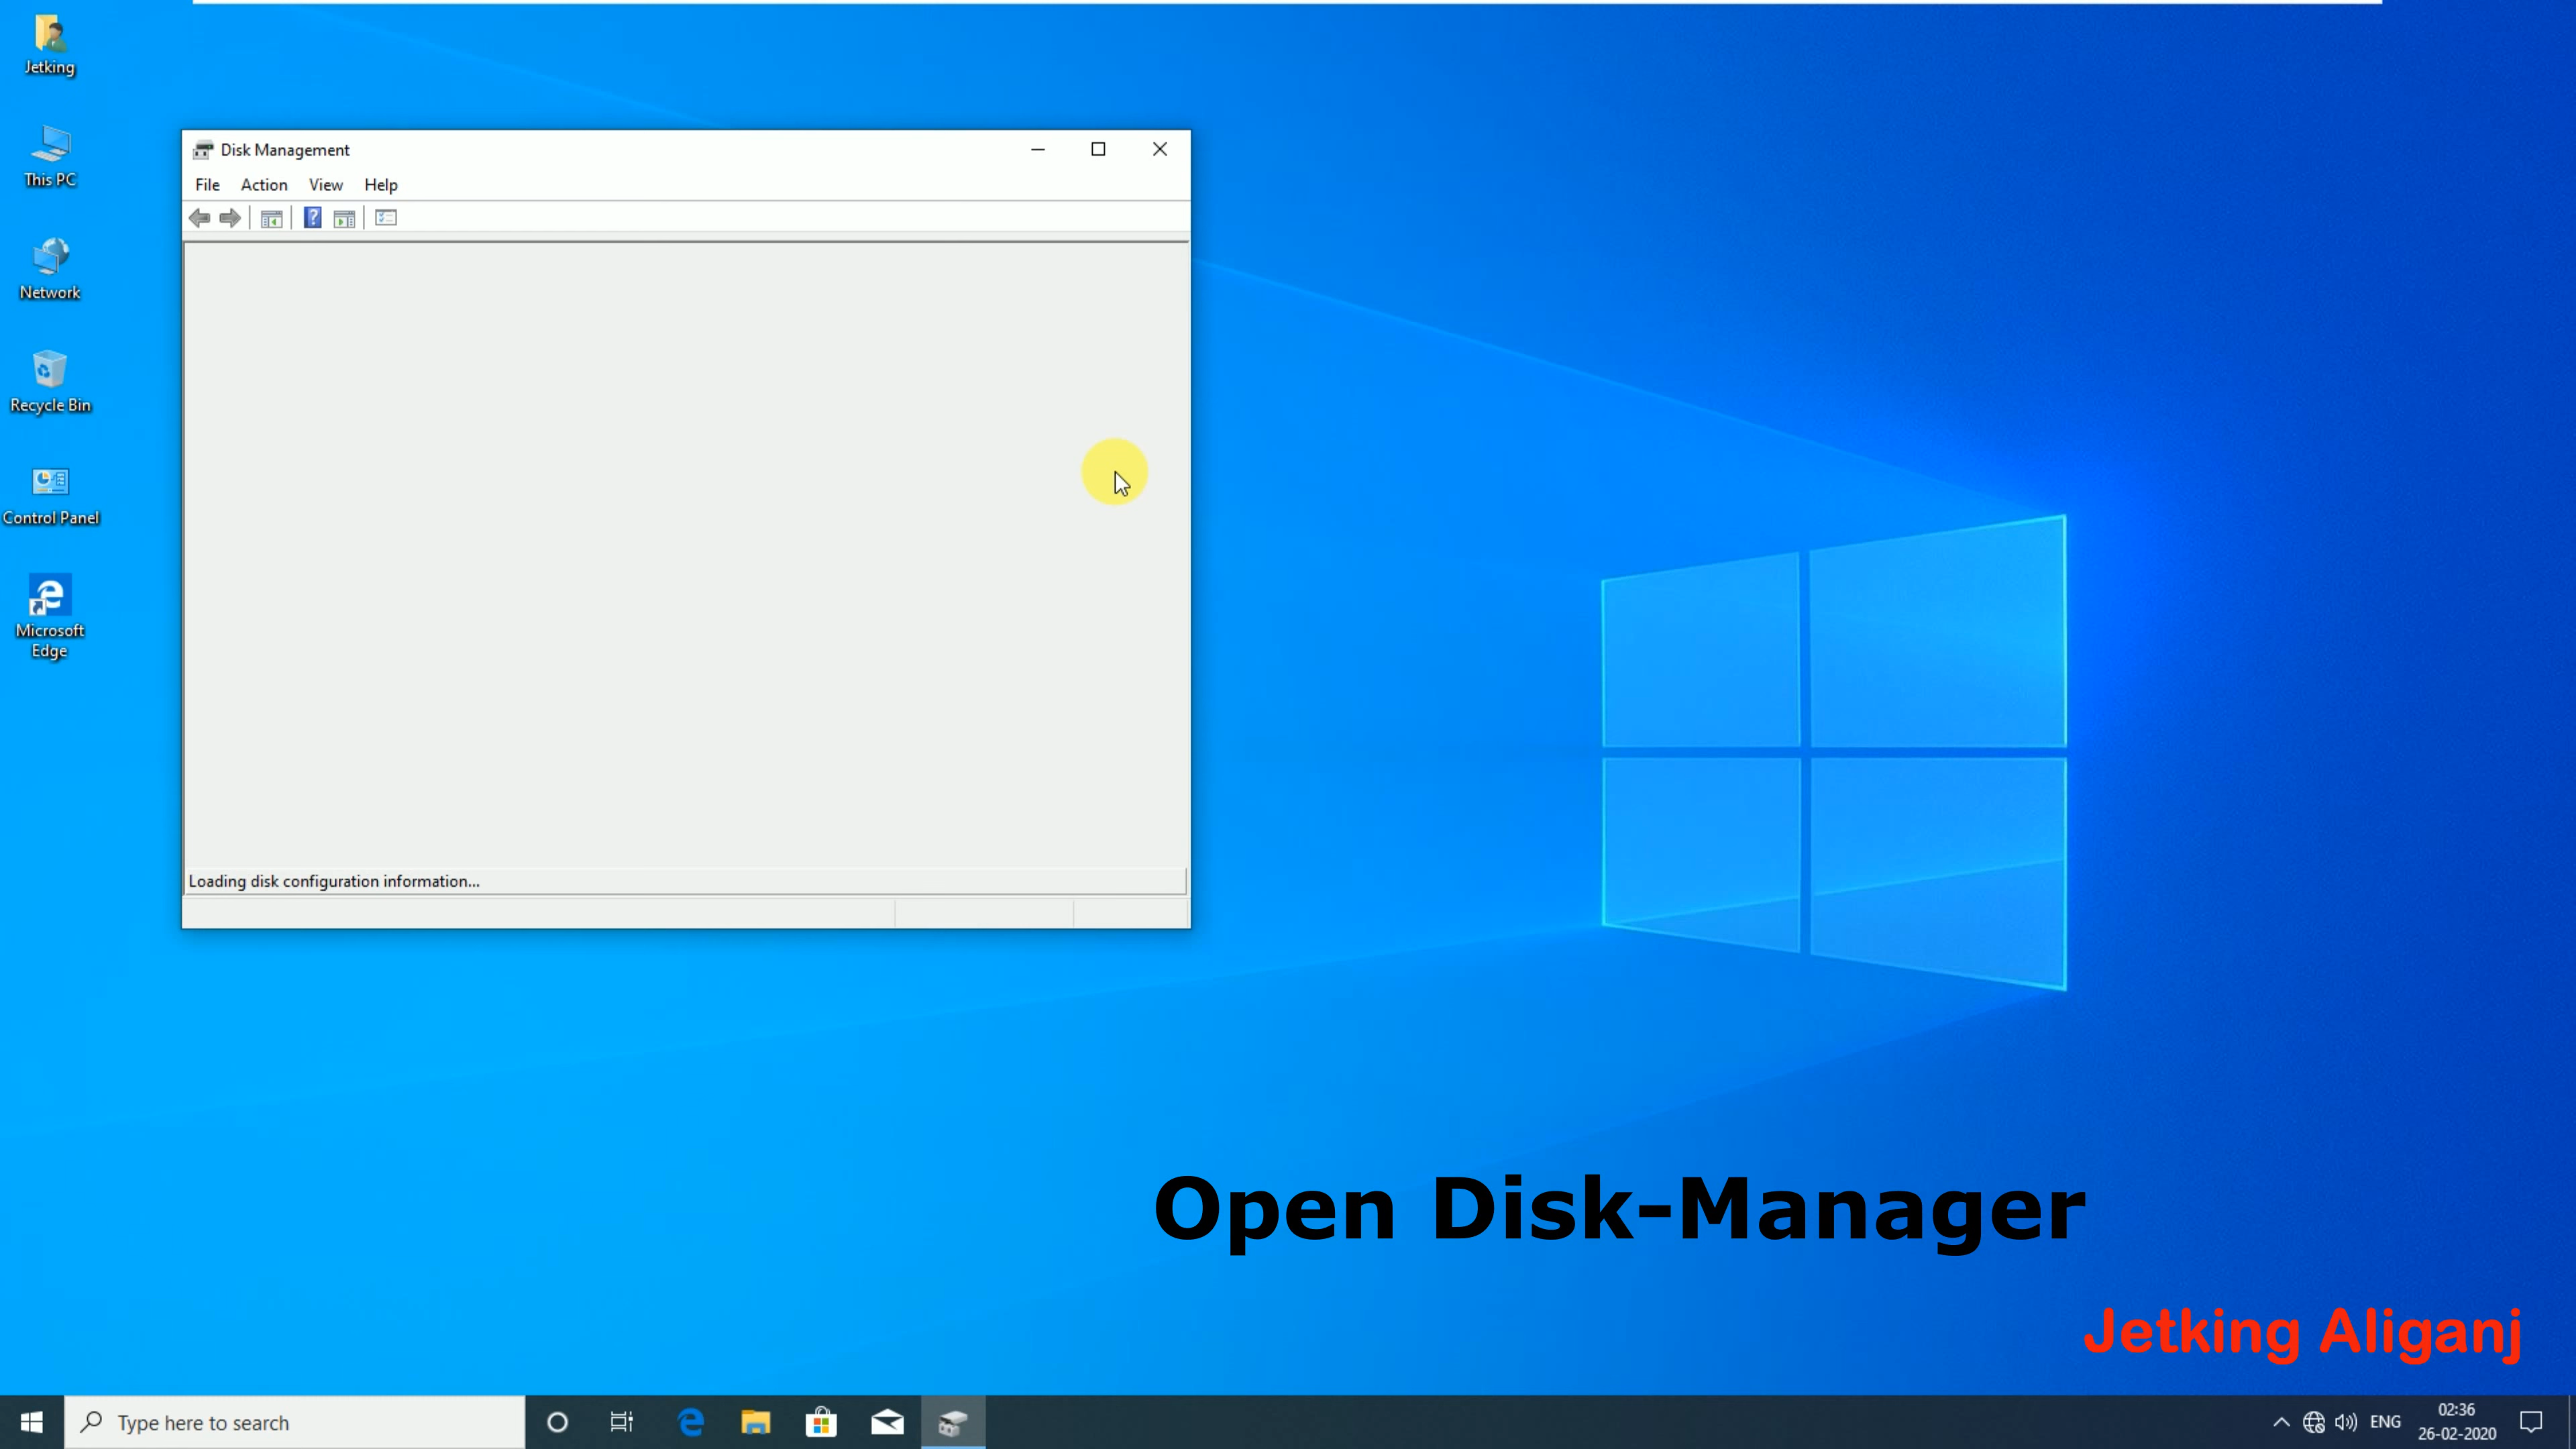 Jetking
This PC
Network
Recycle Bin
Control Panel
Microsoft
Edge
Disk Management
File Action View Help
Loading disk configuration information...
Open Disk-Manager
Jetking Aliganj
Type here to search
ENG
02:36
26-02-2020